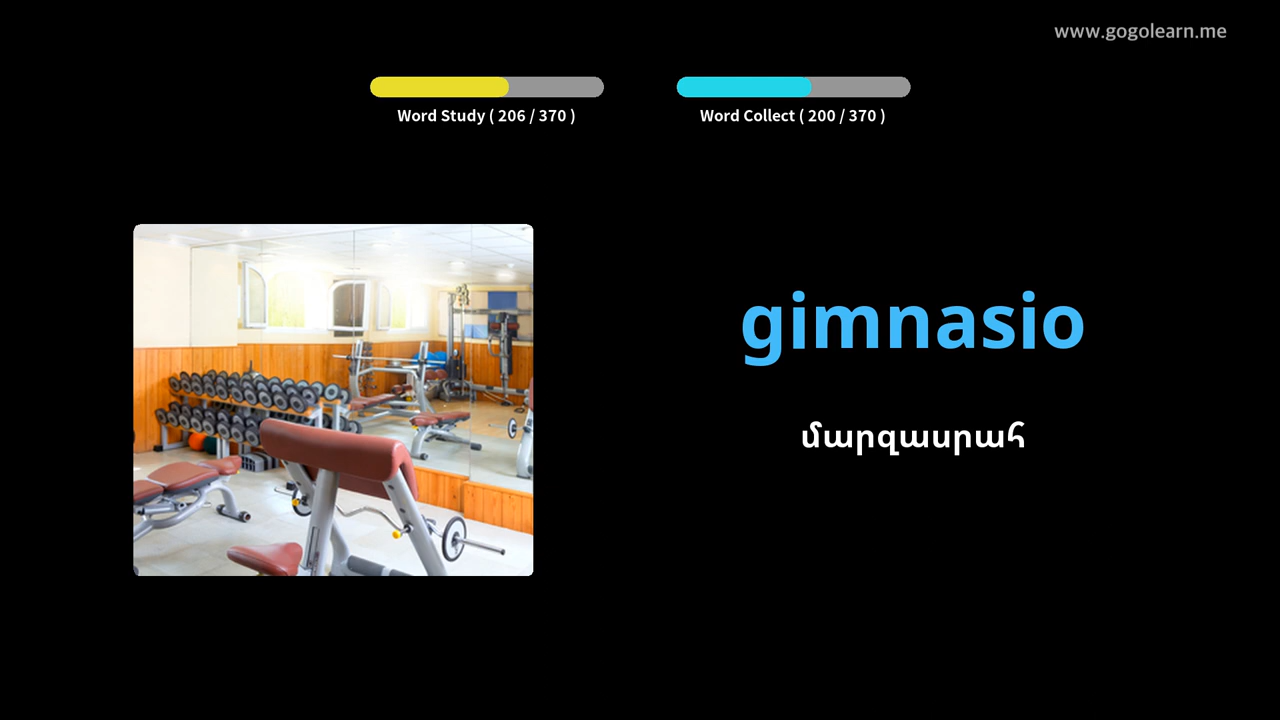 www.gogolearn.me
Word Study ( 206 / 370 )
Word Collect ( 200 / 370 )
gimnasio
մարզասրահ